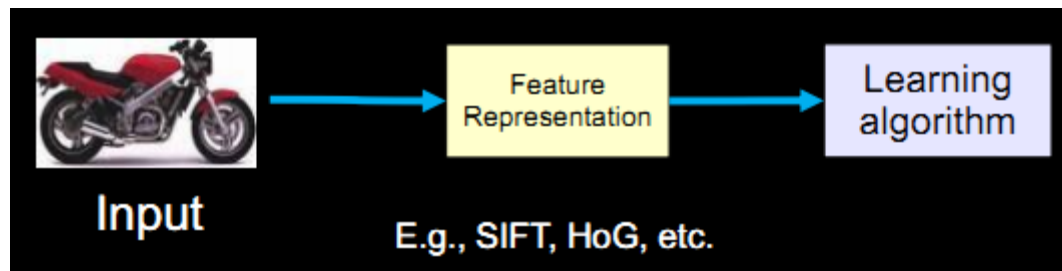 Feature
Representation
Learning
algorithm
Input
E.g., SIFT, HoG, etc.